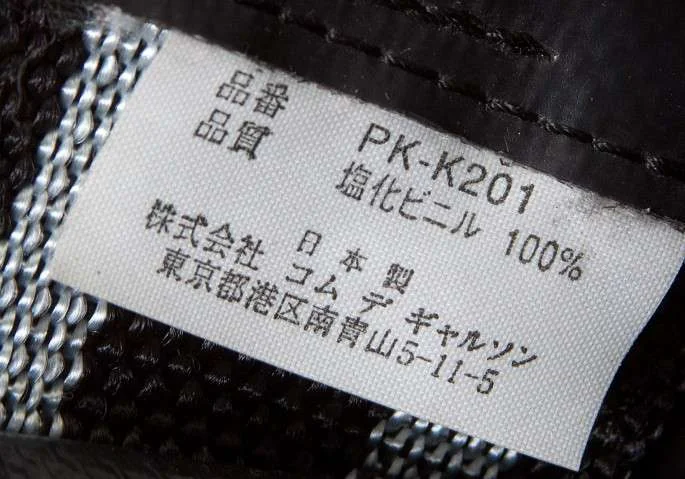 品番 PK-K201
品質 塩化ビニル 100%
日本製
株式会社 コム デ ギャルソン
東京都港区南青山5-11-5